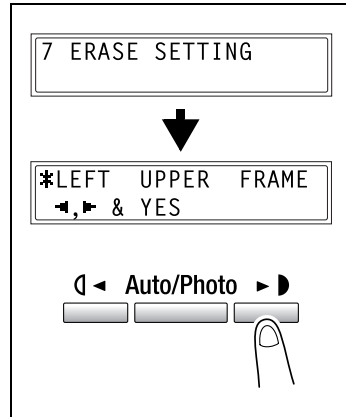 7 ERASE SETTING
*LEFT UPPER FRAME
◄,► & YES
◄ Auto/Photo ►